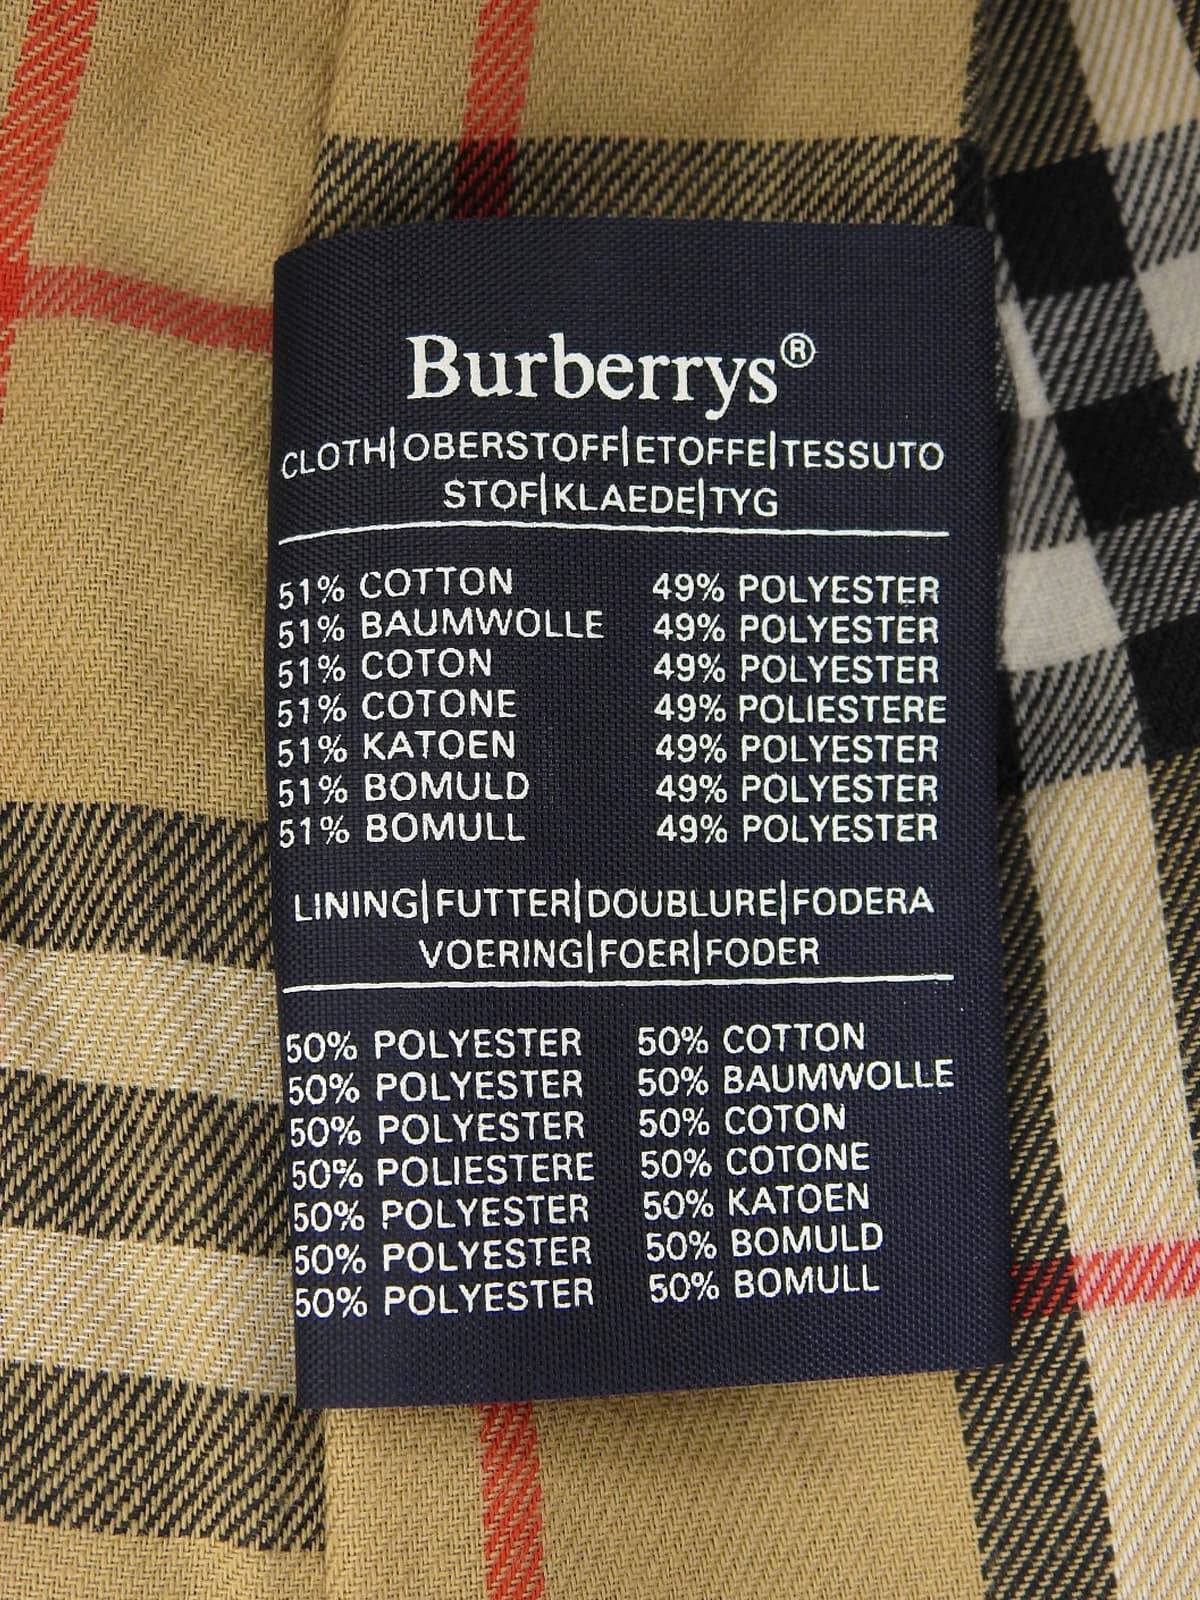 Burberrys®
CLOTH|OBERSTOFF|ETOFFE|TESSUTO
STOF|KLAEDE|TYG
51% COTTON 49% POLYESTER
51% BAUMWOLLE 49% POLYESTER
51% COTON 49% POLYESTER
51% COTONE 49% POLIESTERE
51% KATOEN 49% POLYESTER
51% BOMULD 49% POLYESTER
51% BOMULL 49% POLYESTER
LINING|FUTTER|DOUBLURE|FODERA
VOERING|FOER|FODER
50% POLYESTER 50% COTTON
50% POLYESTER 50% BAUMWOLLE
50% POLYESTER 50% COTON
50% POLIESTERE 50% COTONE
50% POLYESTER 50% KATOEN
50% POLYESTER 50% BOMULD
50% POLYESTER 50% BOMULL